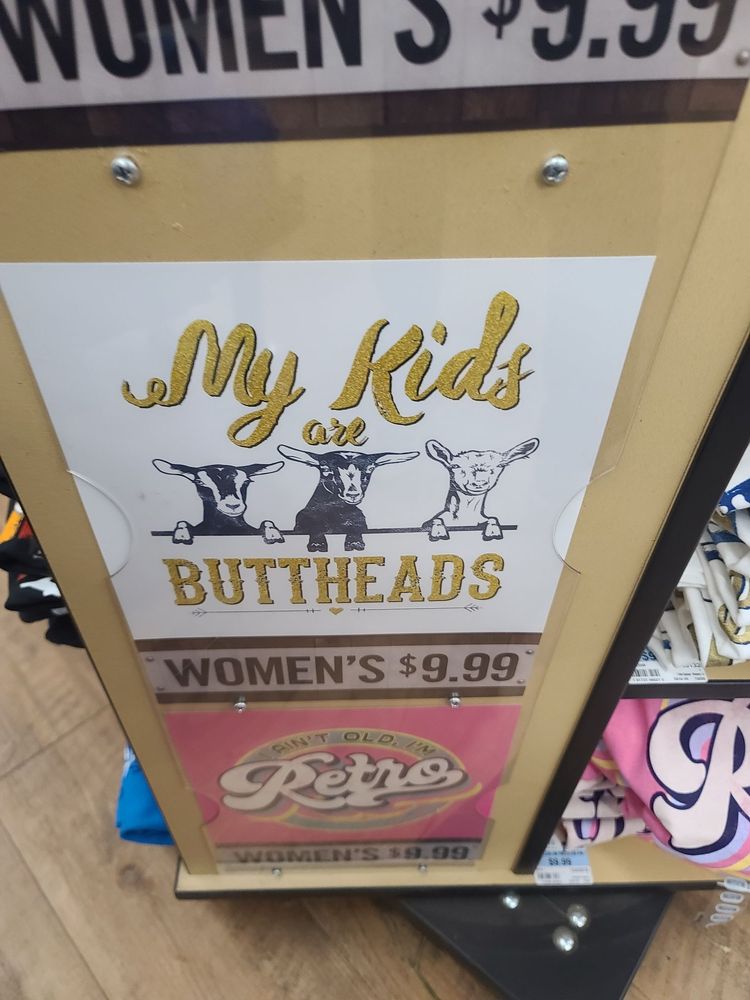 WOMEN'S $9.99
My Kids
are
BUTTHEADS
WOMEN'S $9.99
AIN'T OLD, I'M
Retro
WOMEN'S $9.99
$9.99